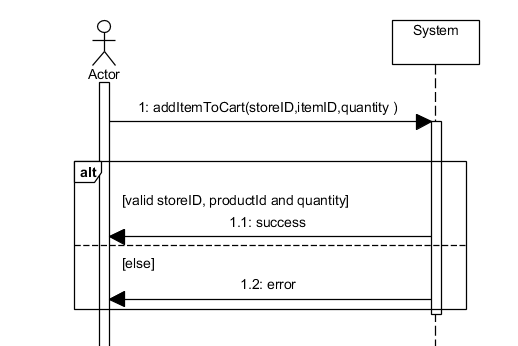 System
Actor
1: addItemToCart(storeID,itemID,quantity )
alt
[valid storeID, productId and quantity]
1.1: success
[else]
1.2: error